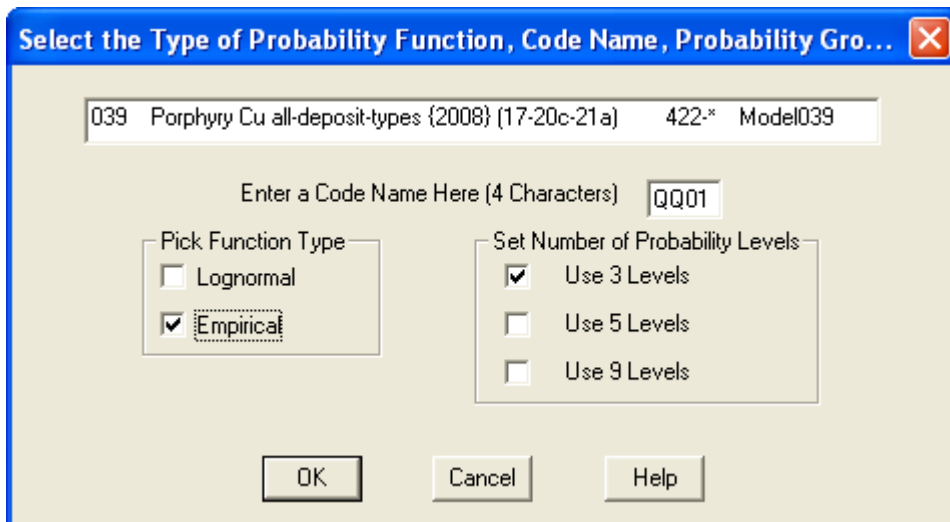 Select the Type of Probability Function, Code Name, Probability Gro...
039 Porphyry Cu all-deposit-types {2008} (17-20c-21a) 422-* Model039
Enter a Code Name Here (4 Characters) QQ01
Pick Function Type
Lognormal
Empirical
Set Number of Probability Levels
Use 3 Levels
Use 5 Levels
Use 9 Levels
OK Cancel Help